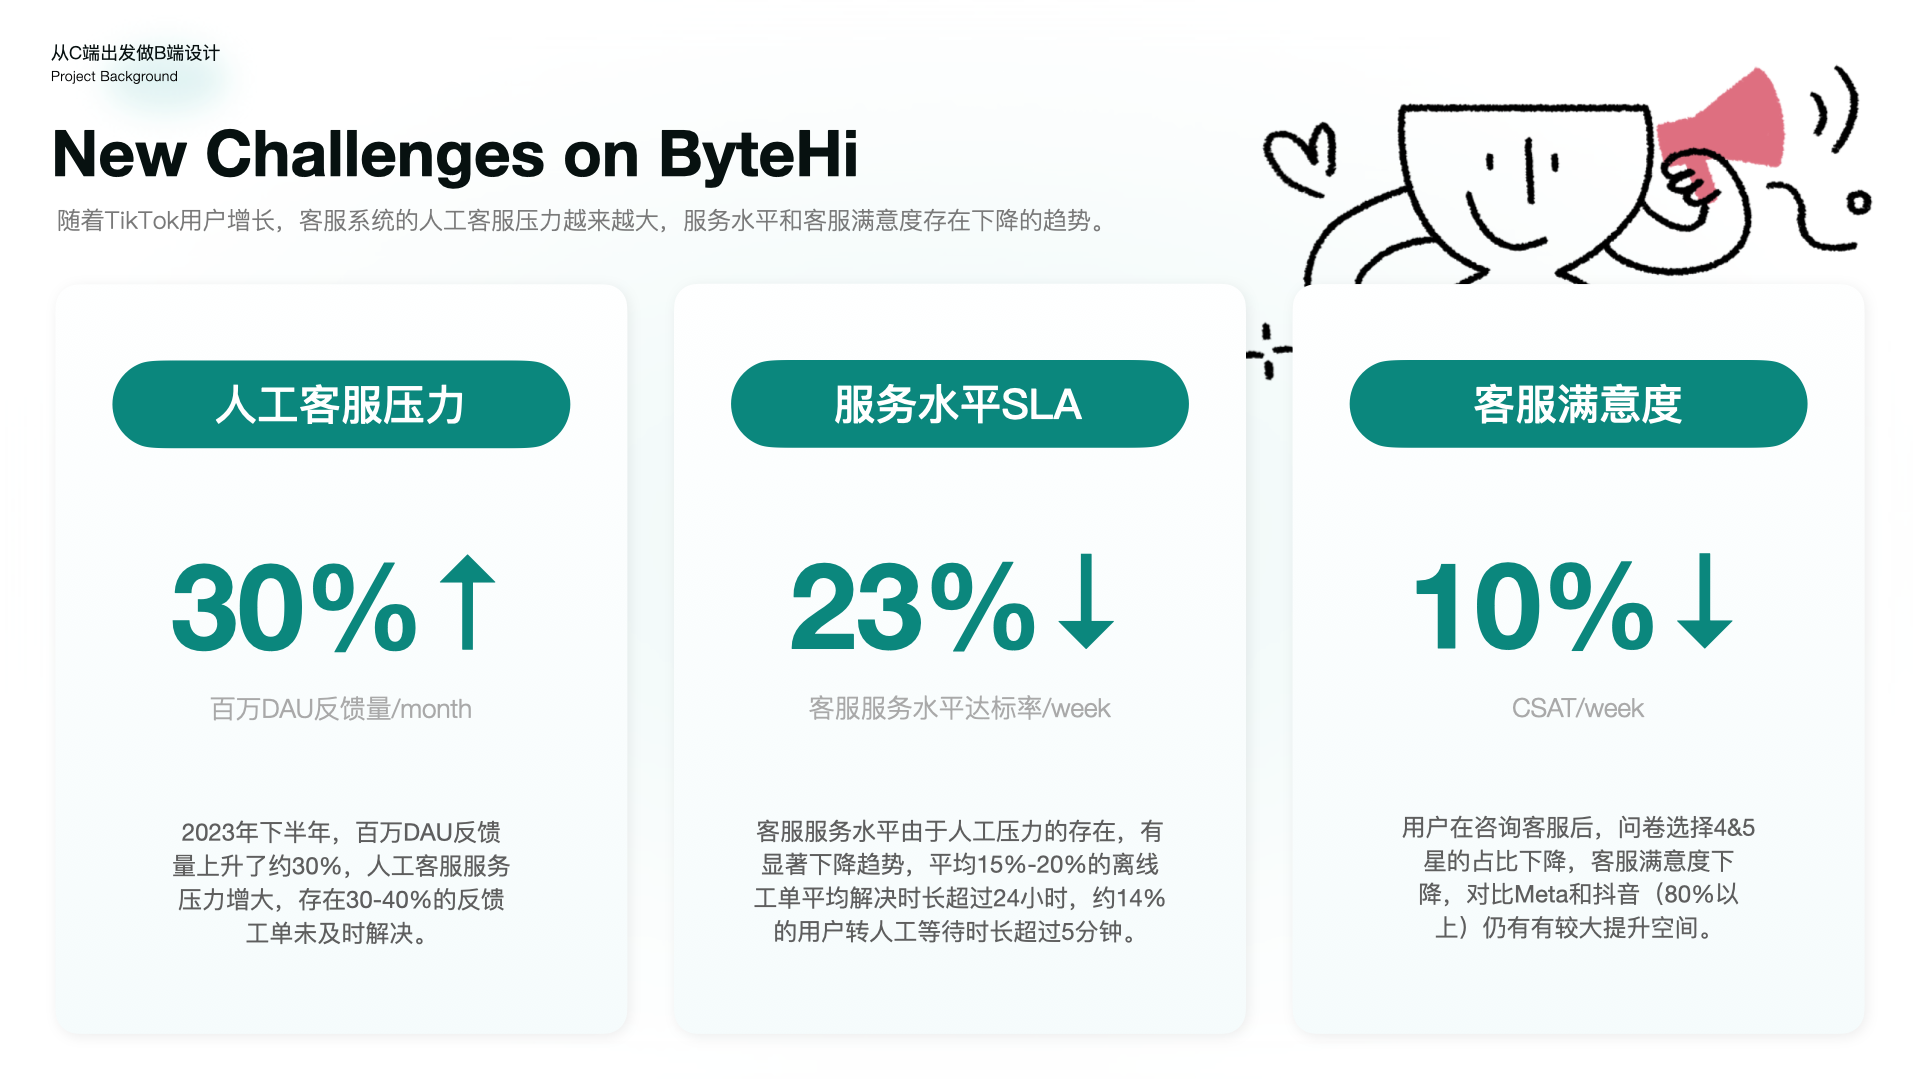 从C端出发做B端设计
Project Background
New Challenges on ByteHi
随着TikTok用户增长，客服系统的人工客服压力越来越大，服务水平和客服满意度存在下降的趋势。
人工客服压力
30%↑
百万DAU反馈量/month
2023年下半年，百万DAU反馈
量上升了约30%，人工客服服务
压力增大，存在30-40%的反馈
工单未及时解决。
服务水平SLA
23%↓
客服服务水平达标率/week
客服服务水平由于人工压力的存在，有
显著下降趋势，平均15%-20%的离线
工单平均解决时长超过24小时，约14%
的用户转人工等待时长超过5分钟。
客服满意度
10%↓
CSAT/week
用户在咨询客服后，问卷选择4&5
星的占比下降，客服满意度下
降，对比Meta和抖音（80%以
上）仍有有较大提升空间。